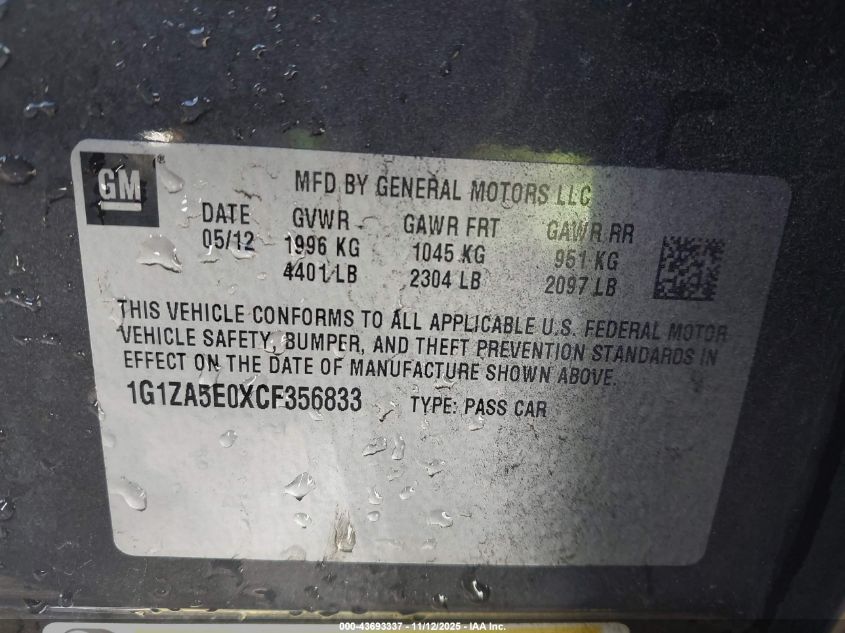 GM®
MFD BY GENERAL MOTORS LLC
DATE GVWR GAWR FRT GAWR RR
05/12 1996 KG 1045 KG 951 KG
4401 LB 2304 LB 2097 LB
THIS VEHICLE CONFORMS TO ALL APPLICABLE U.S. FEDERAL MOTOR
VEHICLE SAFETY, BUMPER, AND THEFT PREVENTION STANDARDS IN
EFFECT ON THE DATE OF MANUFACTURE SHOWN ABOVE.
1G1ZA5E0XCF356833 TYPE: PASS CAR
000-43693337 - 11/12/2025 - IAA, Inc.